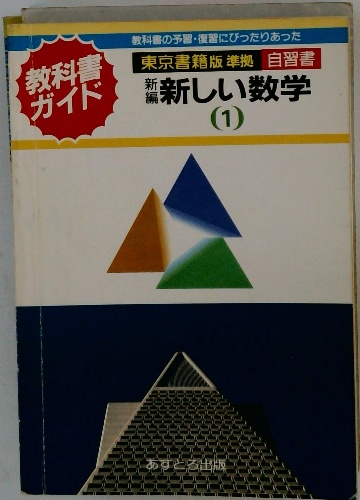 教科書の予習・復習にぴったりあった
教科書
ガイド
東京書籍版 準拠 自習書
新編 新しい数学
(1)
あすとろ出版